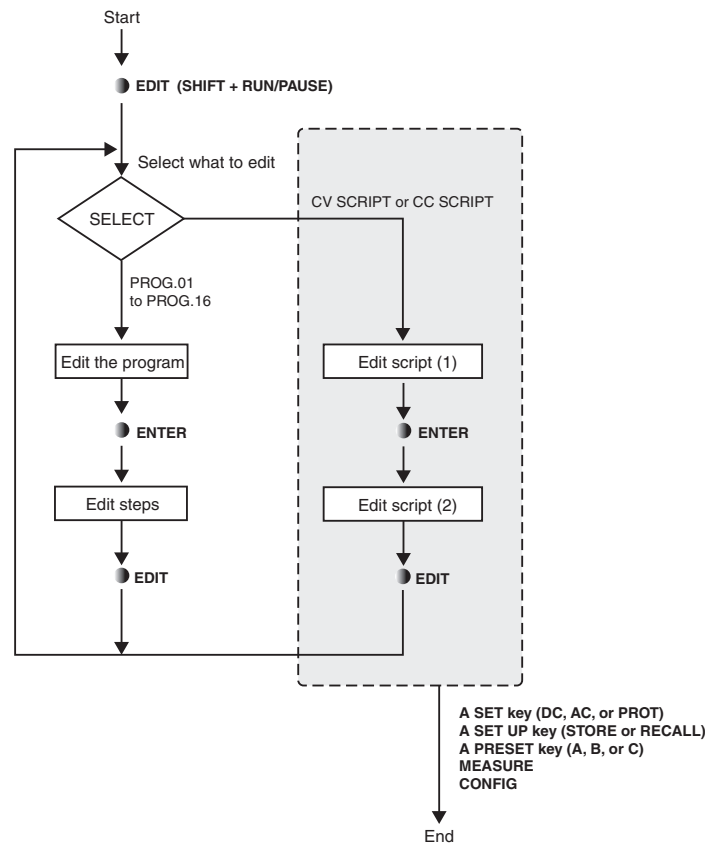 Start
EDIT (SHIFT + RUN/PAUSE)
Select what to edit
SELECT
CV SCRIPT or CC SCRIPT
PROG.01
to PROG.16
Edit the program
Edit script (1)
ENTER
ENTER
Edit steps
Edit script (2)
EDIT
EDIT
A SET key (DC, AC, or PROT)
A SET UP key (STORE or RECALL)
A PRESET key (A, B, or C)
MEASURE
CONFIG
End